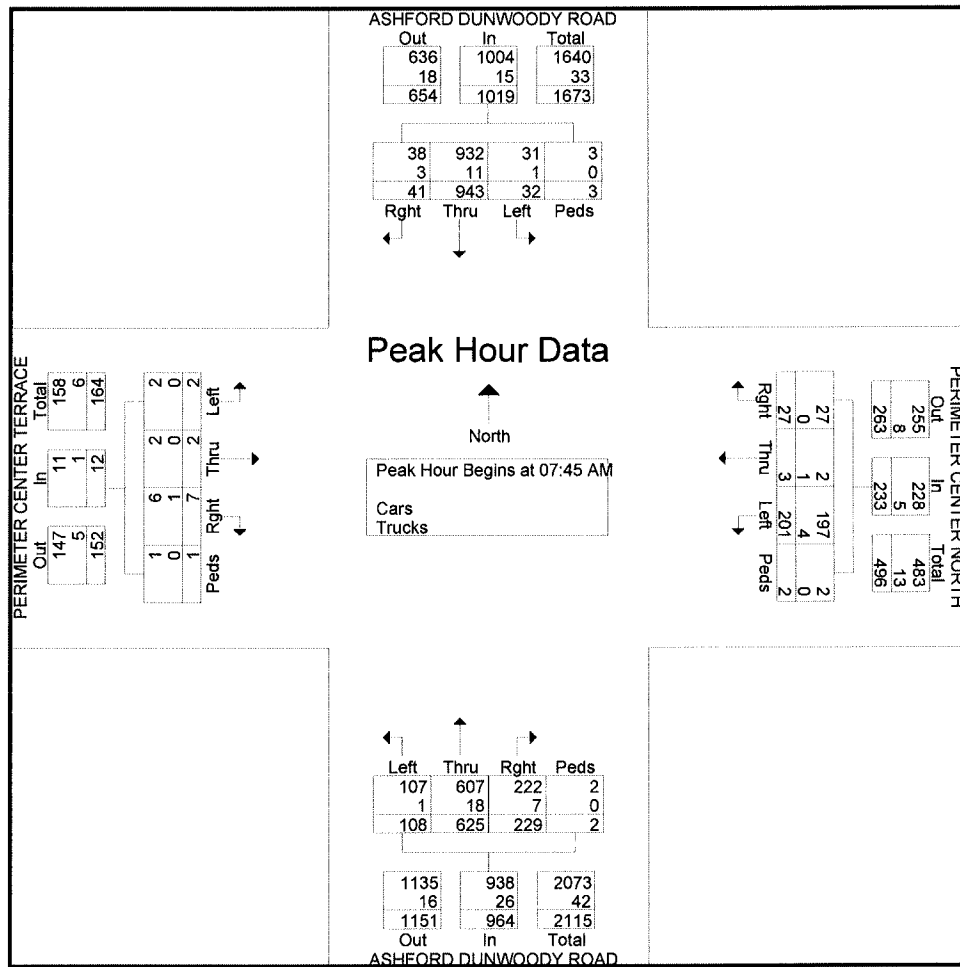 ASHFORD DUNWOODY ROAD
Out In Total
636 1004 1640
18 15 33
654 1019 1673
38 932 31 3
3 11 1 0
41 943 32 3
Rght Thru Left Peds
PERIMETER CENTER TERRACE
Total In Out
158 11 147
6 1 5
164 12 152
2 2 6 1
0 0 1 0
2 2 7 1
Left Thru Rght Peds
Peak Hour Data
North
Peak Hour Begins at 07:45 AM
Cars
Trucks
Rght Thru Left Peds
27 3 201 2
0 1 4 0
27 2 197 2
Out In Total
263 233 496
8 5 13
255 228 483
PERIMETER CENTER NORTH
Left Thru Rght Peds
107 607 222 2
1 18 7 0
108 625 229 2
1135 938 2073
16 26 42
1151 964 2115
Out In Total
ASHFORD DUNWOODY ROAD